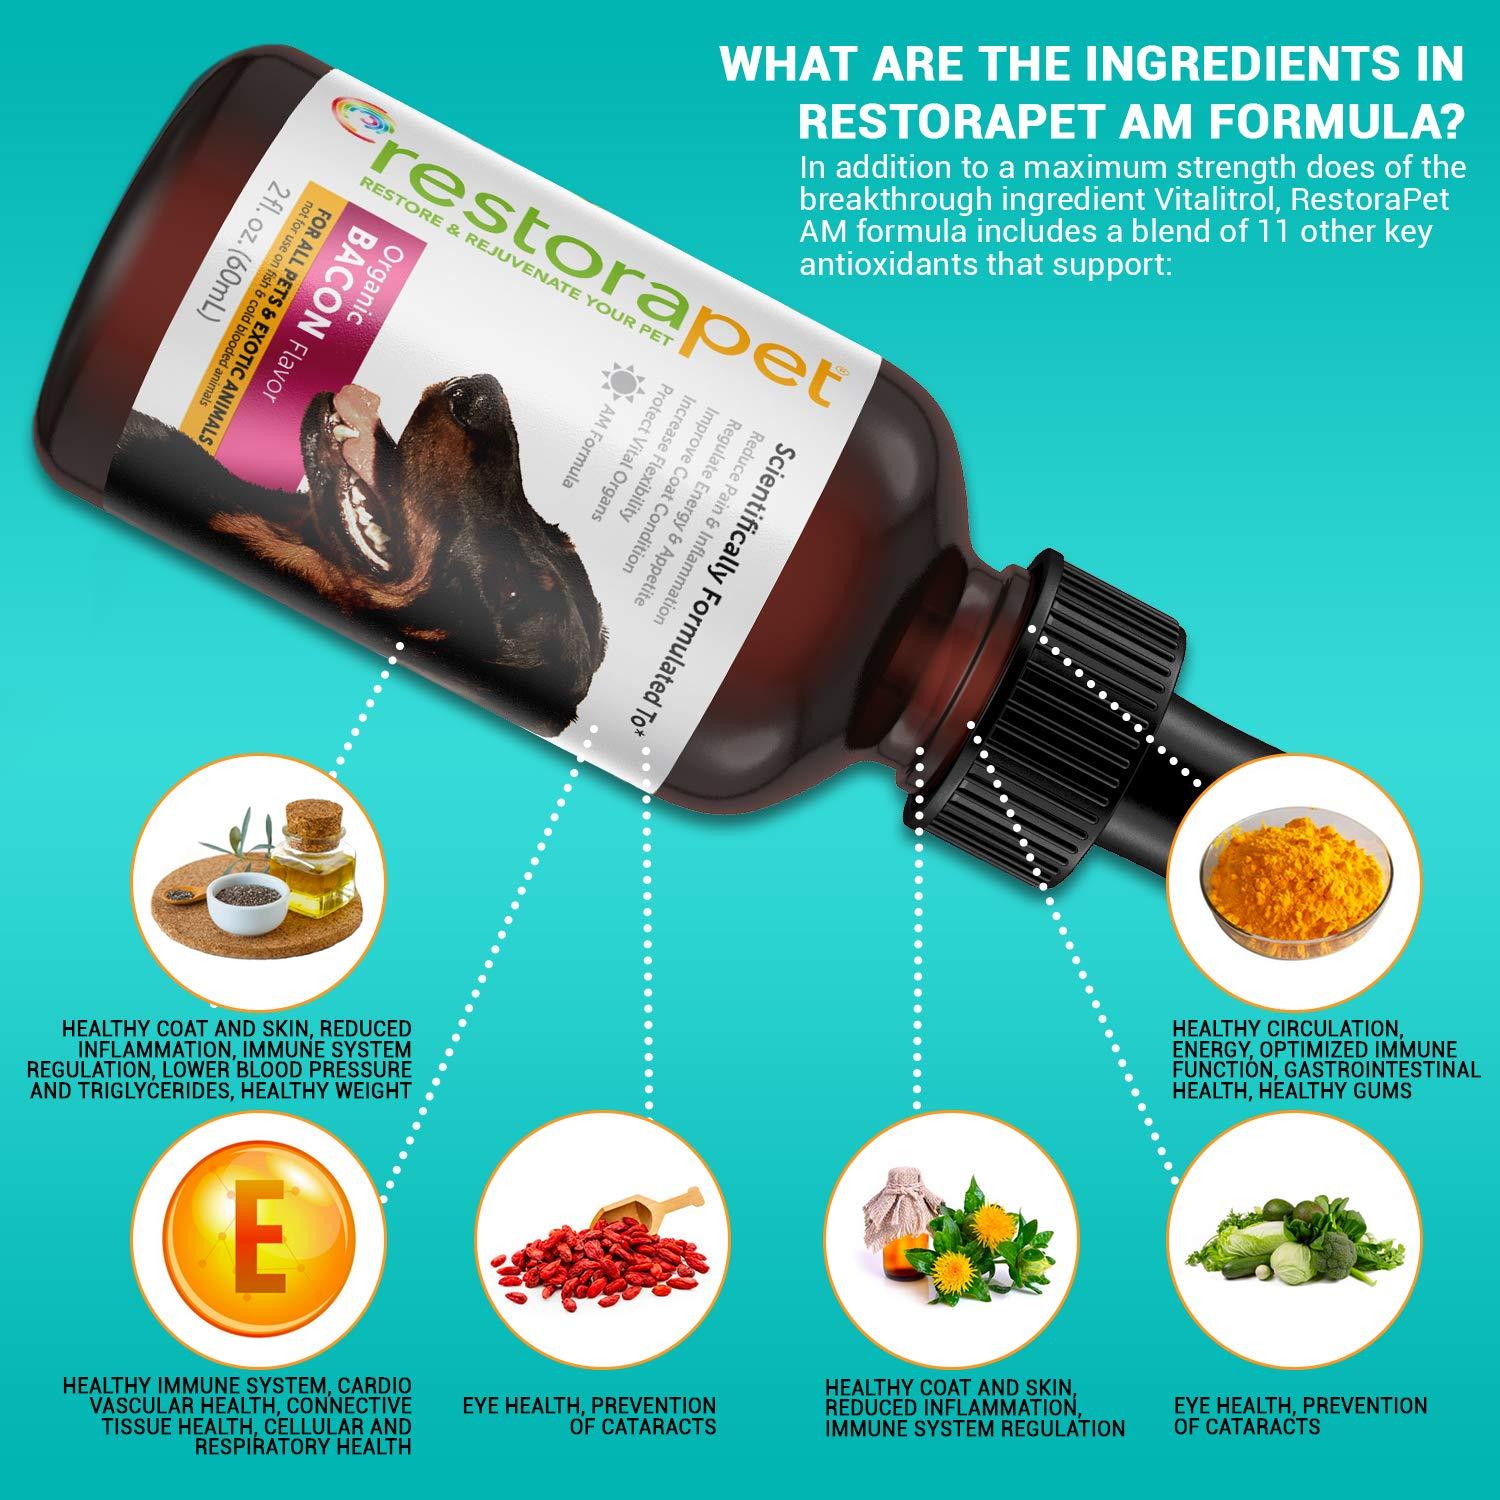 WHAT ARE THE INGREDIENTS IN
RESTORAPET AM FORMULA?
In addition to a maximum strength does of the
breakthrough ingredient Vitalitrol, RestoraPet
AM formula includes a blend of 11 other key
antioxidants that support:
restorapet®
RESTORE & REJUVENATE YOUR PET
Organic
BACON Flavor
FOR ALL PETS & EXOTIC ANIMALS
not for use on fish & cold blooded animals
2fl. oz. (60mL)
Scientifically Formulated To*
Reduce Pain & Inflammation
Regulate Energy & Appetite
Improve Coat Condition
Increase Flexibility
Protect Vital Organs
AM Formula
HEALTHY COAT AND SKIN, REDUCED
INFLAMMATION, IMMUNE SYSTEM
REGULATION, LOWER BLOOD PRESSURE
AND TRIGLYCERIDES, HEALTHY WEIGHT
HEALTHY CIRCULATION,
ENERGY, OPTIMIZED IMMUNE
FUNCTION, GASTROINTESTINAL
HEALTH, HEALTHY GUMS
E
HEALTHY IMMUNE SYSTEM, CARDIO
VASCULAR HEALTH, CONNECTIVE
TISSUE HEALTH, CELLULAR AND
RESPIRATORY HEALTH
EYE HEALTH, PREVENTION
OF CATARACTS
HEALTHY COAT AND SKIN,
REDUCED INFLAMMATION,
IMMUNE SYSTEM REGULATION
EYE HEALTH, PREVENTION
OF CATARACTS